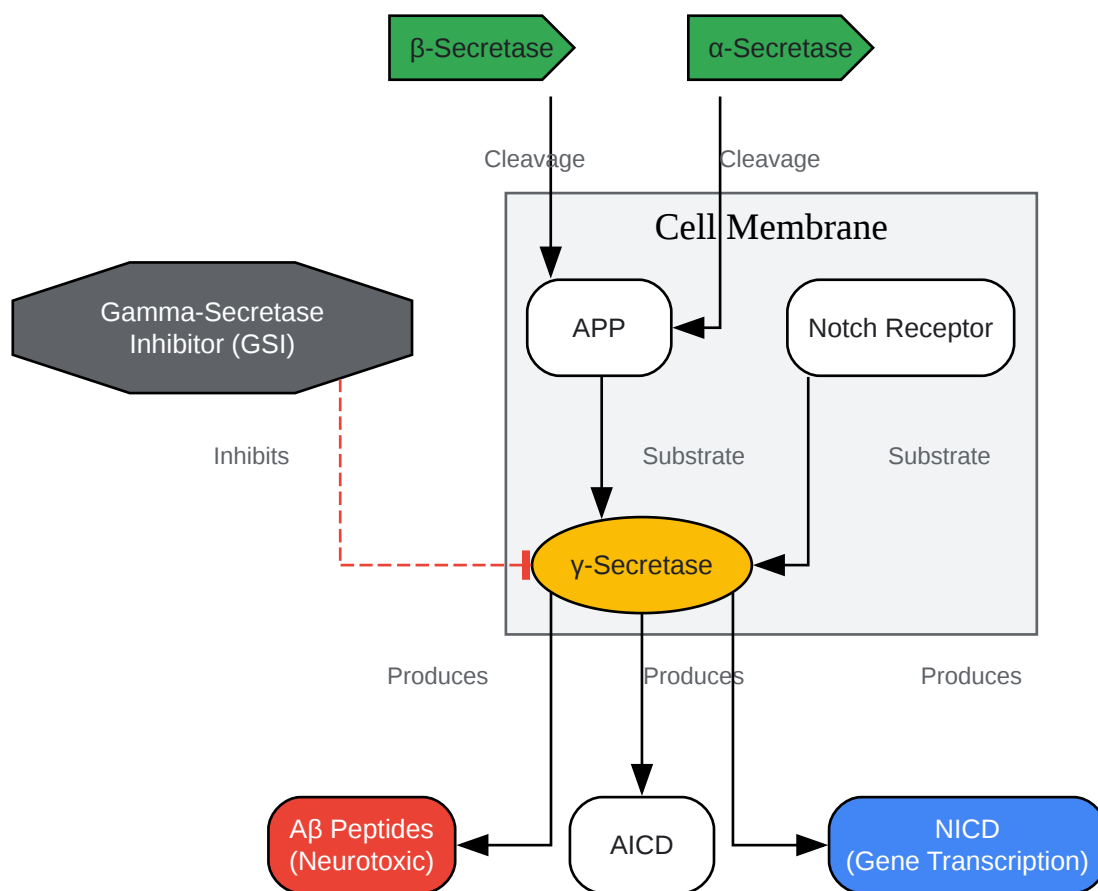 β-Secretase
α-Secretase
Cleavage
Cleavage
Cell Membrane
Gamma-Secretase
Inhibitor (GSI)
APP
Notch Receptor
Inhibits
Substrate
Substrate
γ-Secretase
Produces
Produces
Produces
Aβ Peptides
(Neurotoxic)
AICD
NICD
(Gene Transcription)